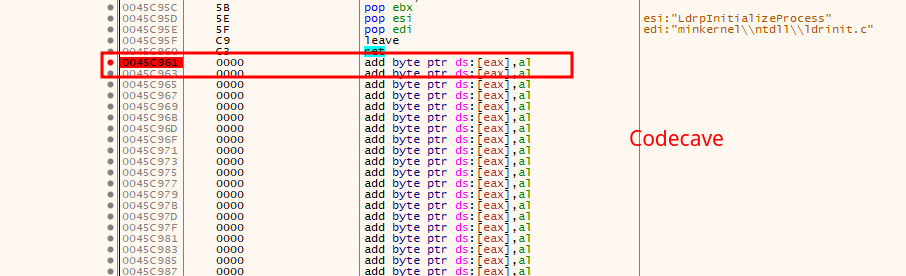 0045C95C 5B pop ebx
0045C95D 5E pop esi esi:"LdrpInitializeProcess"
0045C95E 5F pop edi edi:"minkernel\\ntdll\\ldrinit.c"
0045C95F C9 leave
0045C960 C3 ret
0045C961 0000 add byte ptr ds:[eax],al
0045C963 0000 add byte ptr ds:[eax],al
0045C965 0000 add byte ptr ds:[eax],al
0045C967 0000 add byte ptr ds:[eax],al
0045C969 0000 add byte ptr ds:[eax],al
0045C96B 0000 add byte ptr ds:[eax],al
0045C96D 0000 add byte ptr ds:[eax],al
0045C96F 0000 add byte ptr ds:[eax],al Codecave
0045C971 0000 add byte ptr ds:[eax],al
0045C973 0000 add byte ptr ds:[eax],al
0045C975 0000 add byte ptr ds:[eax],al
0045C977 0000 add byte ptr ds:[eax],al
0045C979 0000 add byte ptr ds:[eax],al
0045C97B 0000 add byte ptr ds:[eax],al
0045C97D 0000 add byte ptr ds:[eax],al
0045C97F 0000 add byte ptr ds:[eax],al
0045C981 0000 add byte ptr ds:[eax],al
0045C983 0000 add byte ptr ds:[eax],al
0045C985 0000 add byte ptr ds:[eax],al
0045C987 0000 add byte ptr ds:[eax],al